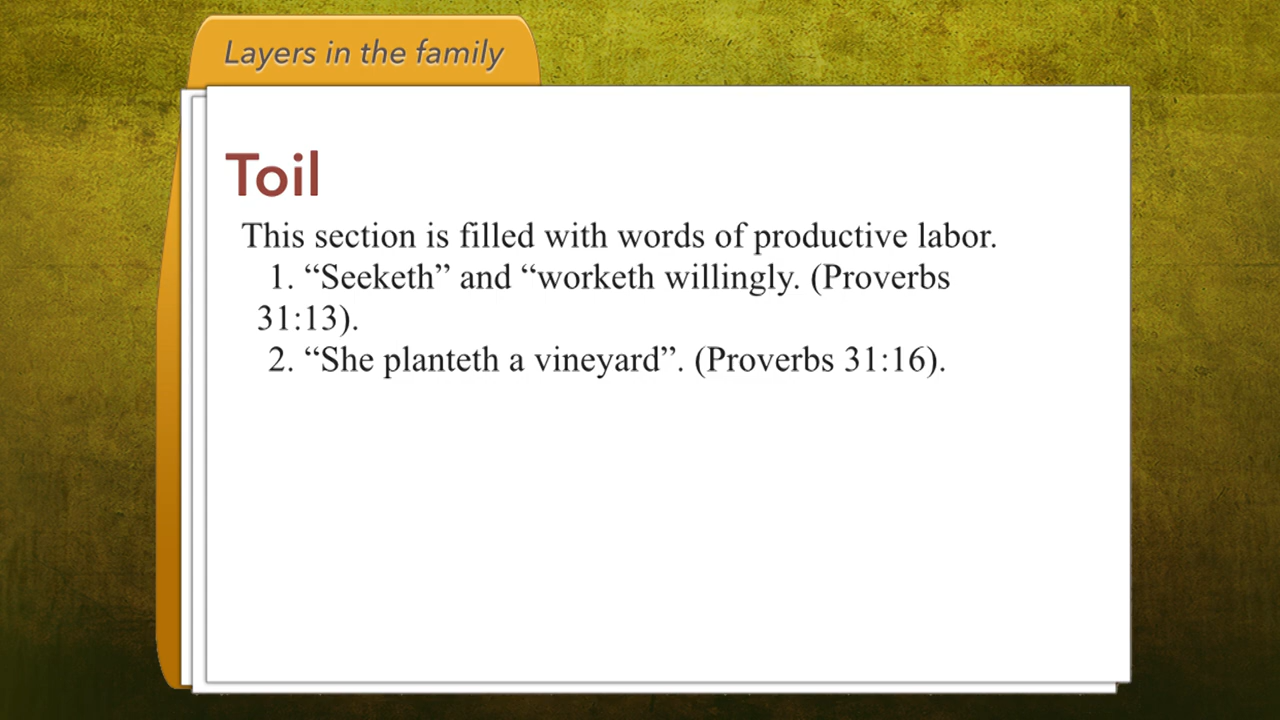 Layers in the family
Toil
This section is filled with words of productive labor.
1. “Seeketh” and “worketh willingly. (Proverbs
31:13).
2. “She planteth a vineyard”. (Proverbs 31:16).